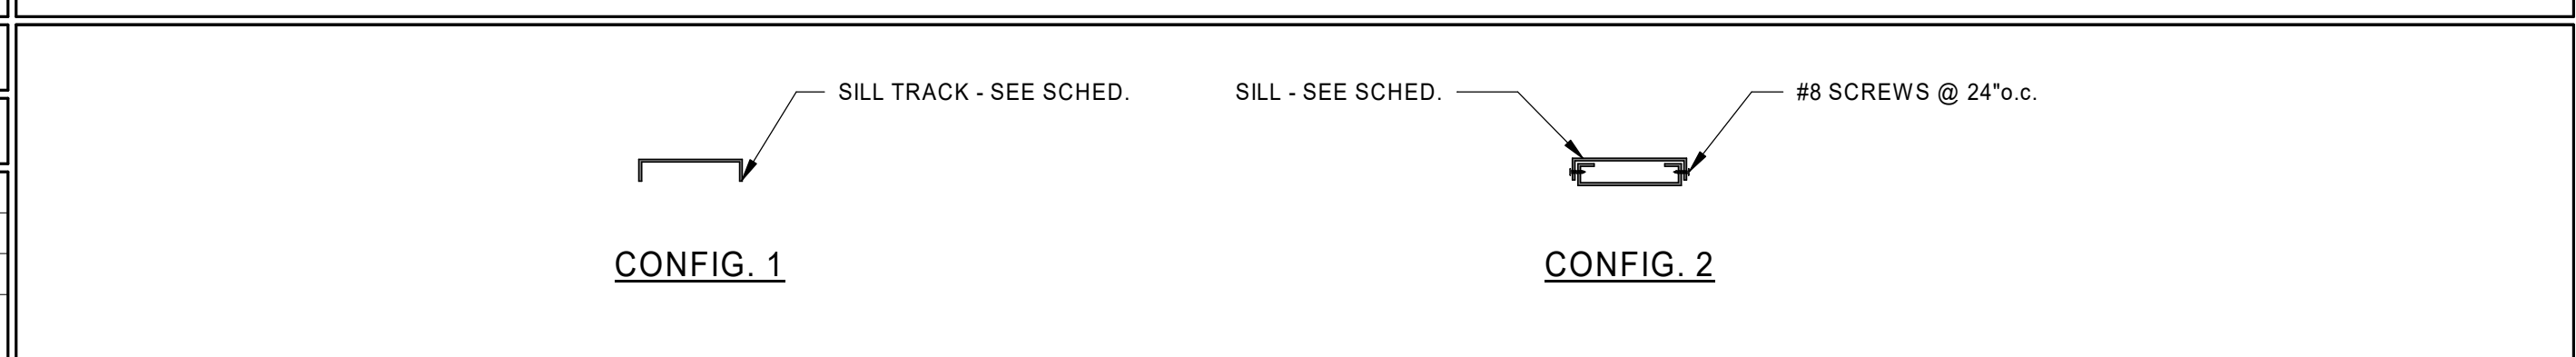 SILL TRACK - SEE SCHED.
SILL - SEE SCHED.
#8 SCREWS @ 24"o.c.
CONFIG. 1
CONFIG. 2